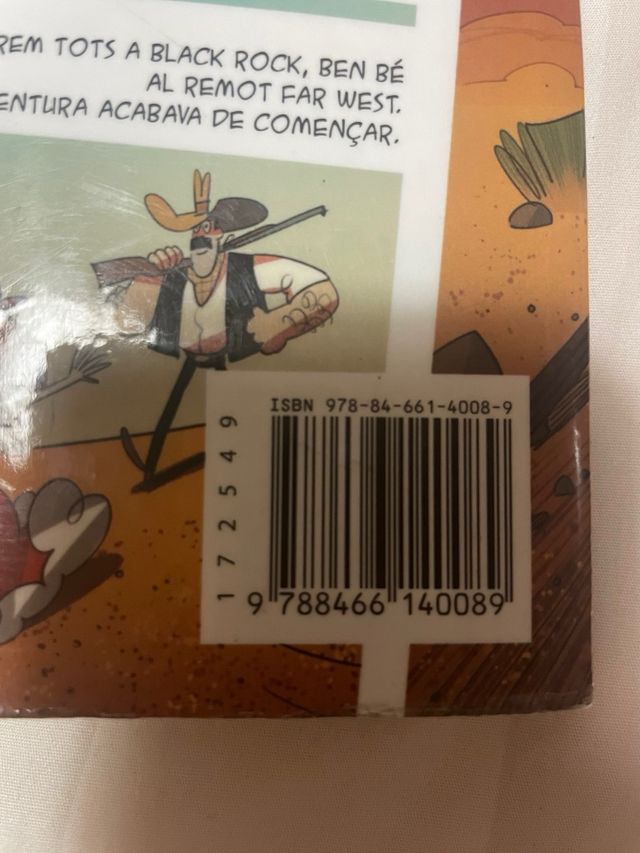 REM TOTS A BLACK ROCK, BEN BÉ
AL REMOT FAR WEST.
ENTURA ACABAVA DE COMENÇAR.
ISBN 978-84-661-4008-9
172549
9 788466 140089